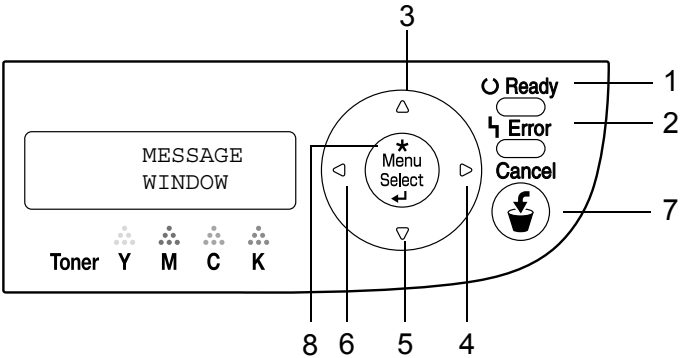 3
Ready 1
Error 2
MESSAGE
WINDOW
*
Menu
Select
Cancel
7
Toner Y M C K
8 6 5 4